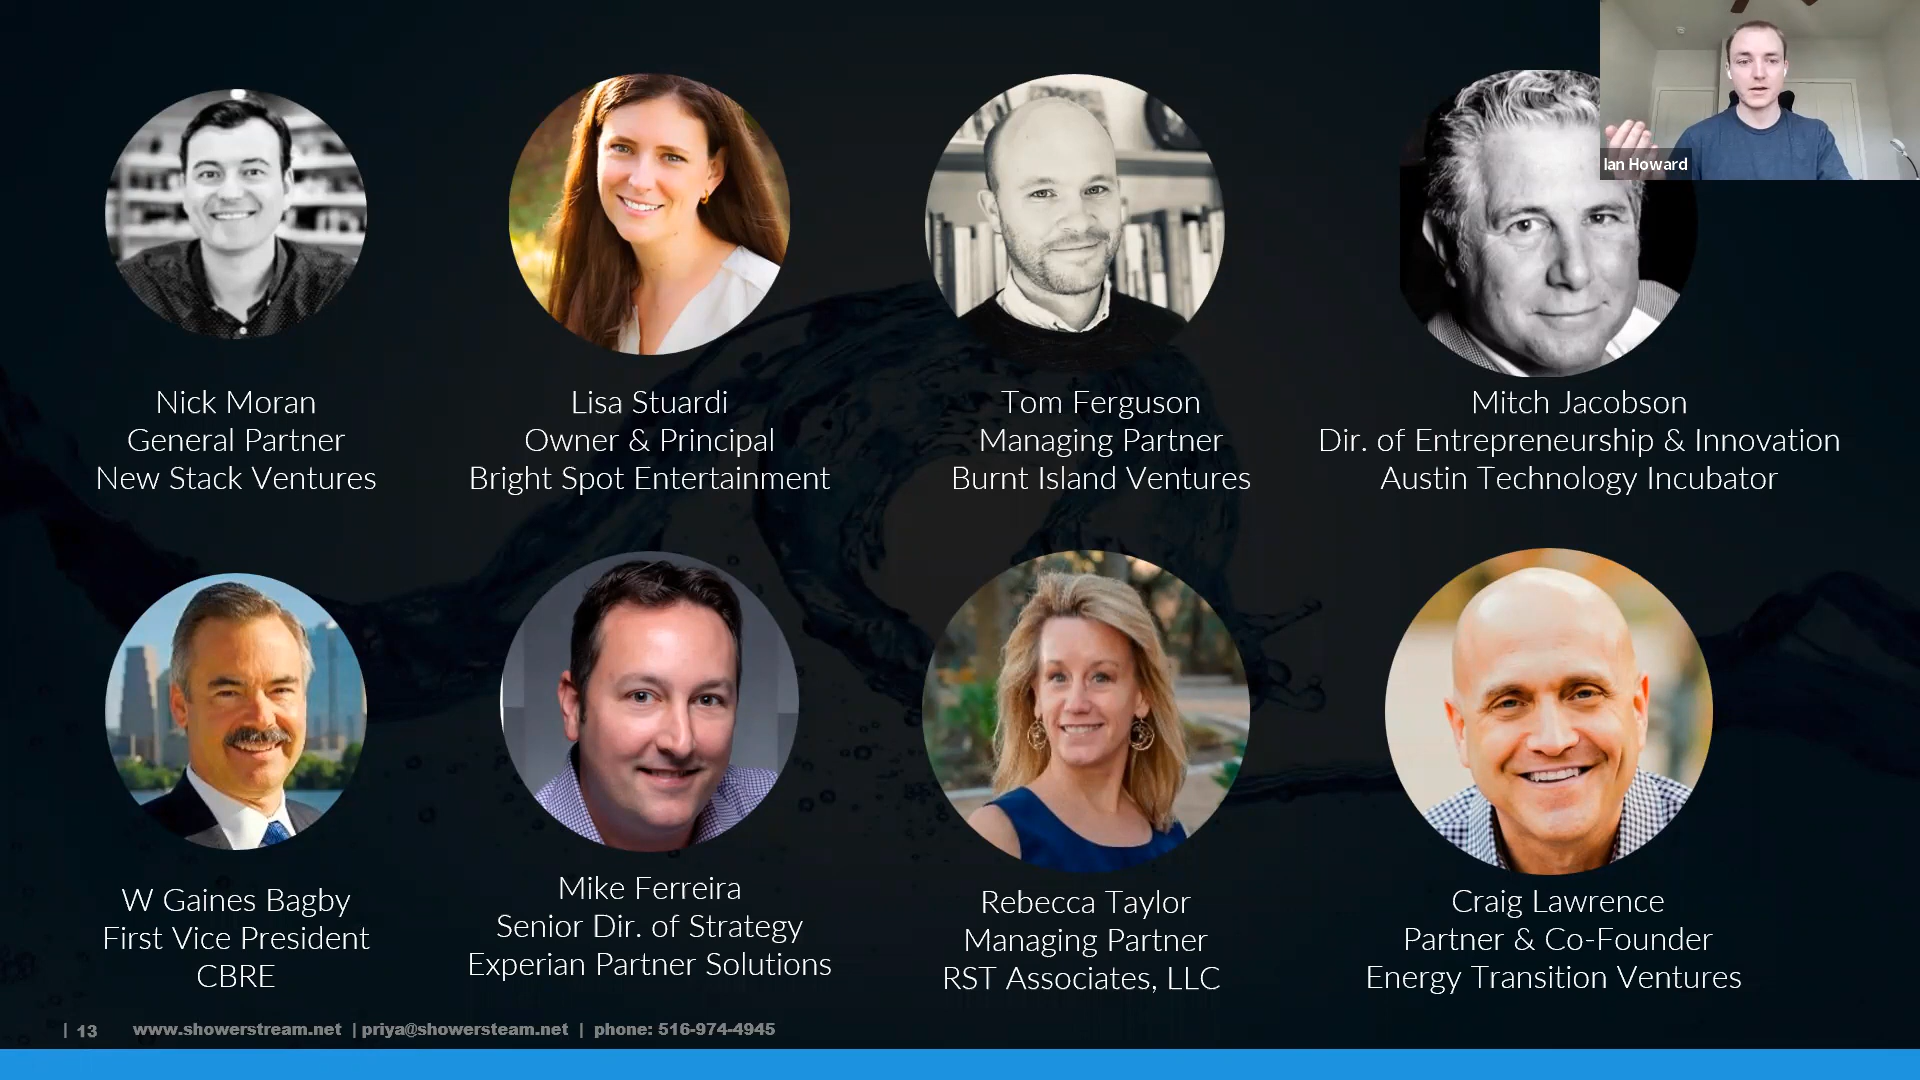 Ian Howard
Nick Moran
General Partner
New Stack Ventures
Lisa Stuardi
Owner & Principal
Bright Spot Entertainment
Tom Ferguson
Managing Partner
Burnt Island Ventures
Mitch Jacobson
Dir. of Entrepreneurship & Innovation
Austin Technology Incubator
W Gaines Bagby
First Vice President
CBRE
Mike Ferreira
Senior Dir. of Strategy
Experian Partner Solutions
Rebecca Taylor
Managing Partner
RST Associates, LLC
Craig Lawrence
Partner & Co-Founder
Energy Transition Ventures
| 13 www.showerstream.net | priya@showersteam.net | phone: 516-974-4945